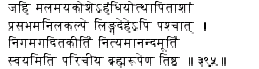 जहि मलमयकोशेऽहंधियोत्थापिताशां
प्रसभमनिलकल्पे लिङ्गदेहेऽपि पश्चात् ।
निगमगदितकीर्तिं नित्यमानन्दमूर्तिं
स्वयमिति परिचीय ब्रह्मरूपेण तिष्ठ ॥ ३९५॥